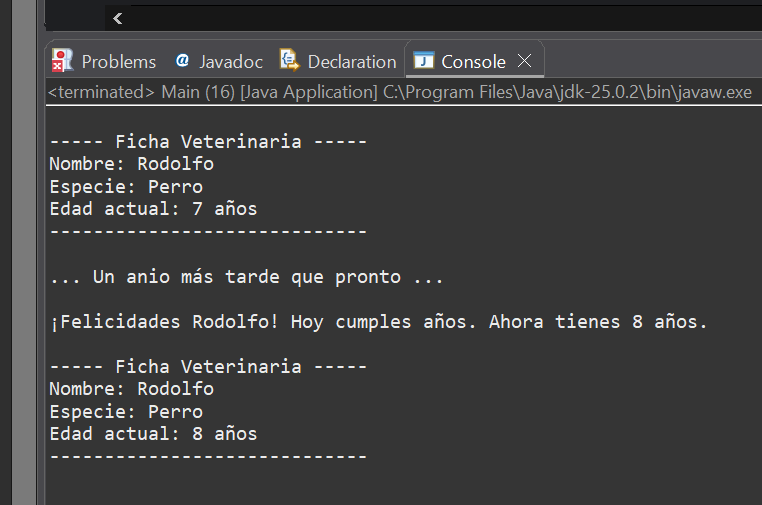 Problems @ Javadoc Declaration Console
<terminated> Main (16) [Java Application] C:\Program Files\Java\jdk-25.0.2\bin\javaw.exe
----- Ficha Veterinaria -----
Nombre: Rodolfo
Especie: Perro
Edad actual: 7 años
-----------------------------
... Un anio más tarde que pronto ...
¡Felicidades Rodolfo! Hoy cumples años. Ahora tienes 8 años.
----- Ficha Veterinaria -----
Nombre: Rodolfo
Especie: Perro
Edad actual: 8 años
-----------------------------